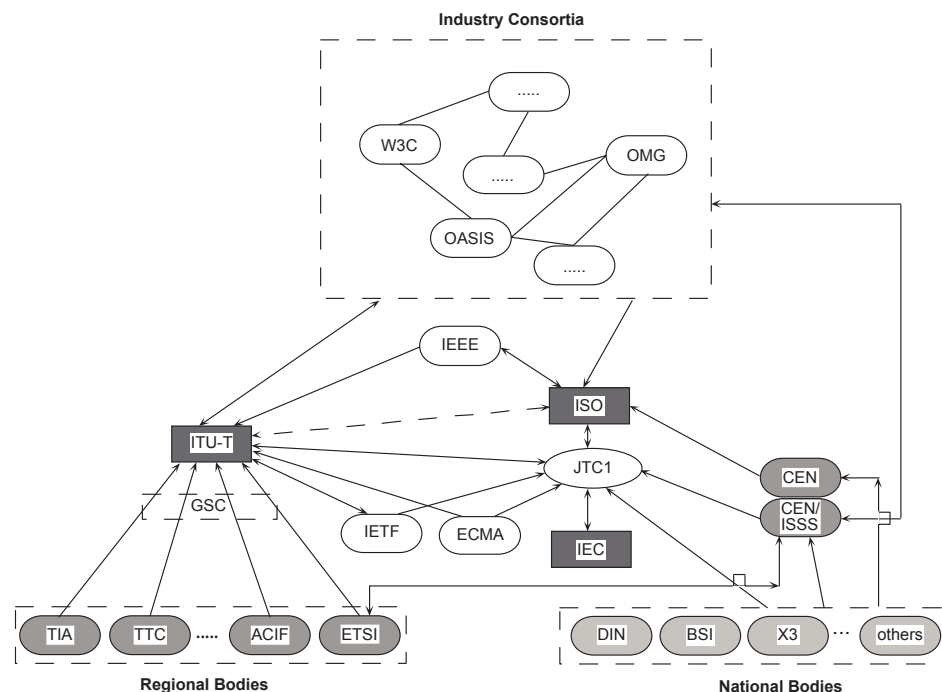 Industry Consortia
.....
W3C
OMG
.....
OASIS
.....
IEEE
ISO
ITU-T
JTC1
CEN
GSC
CEN/
ISSS
IETF
ECMA
IEC
TIA
TTC
.....
ACIF
ETSI
DIN
BSI
X3
...
others
Regional Bodies
National Bodies